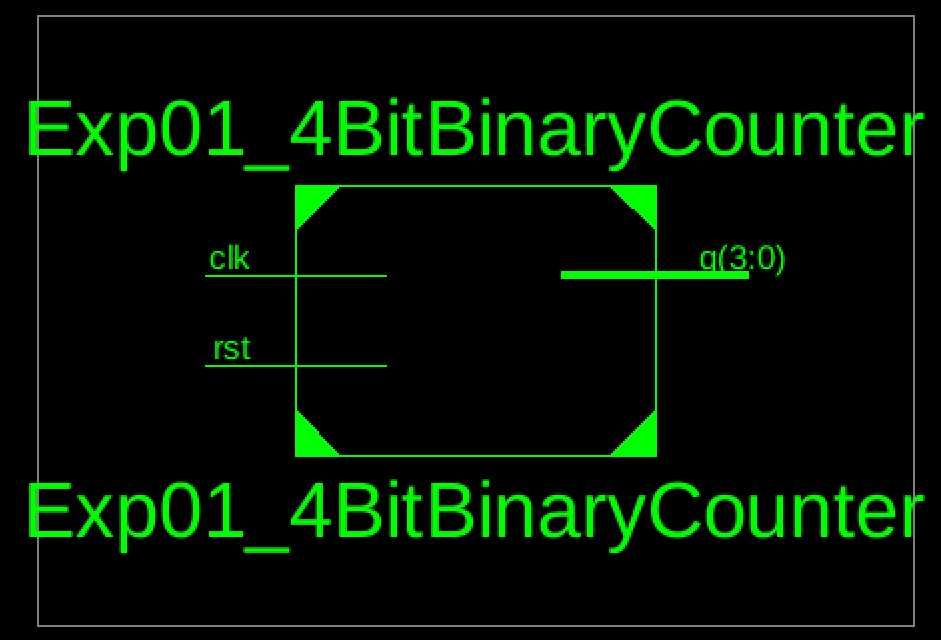 Exp01_4BitBinaryCounter
clk
q(3:0)
rst
Exp01_4BitBinaryCounter